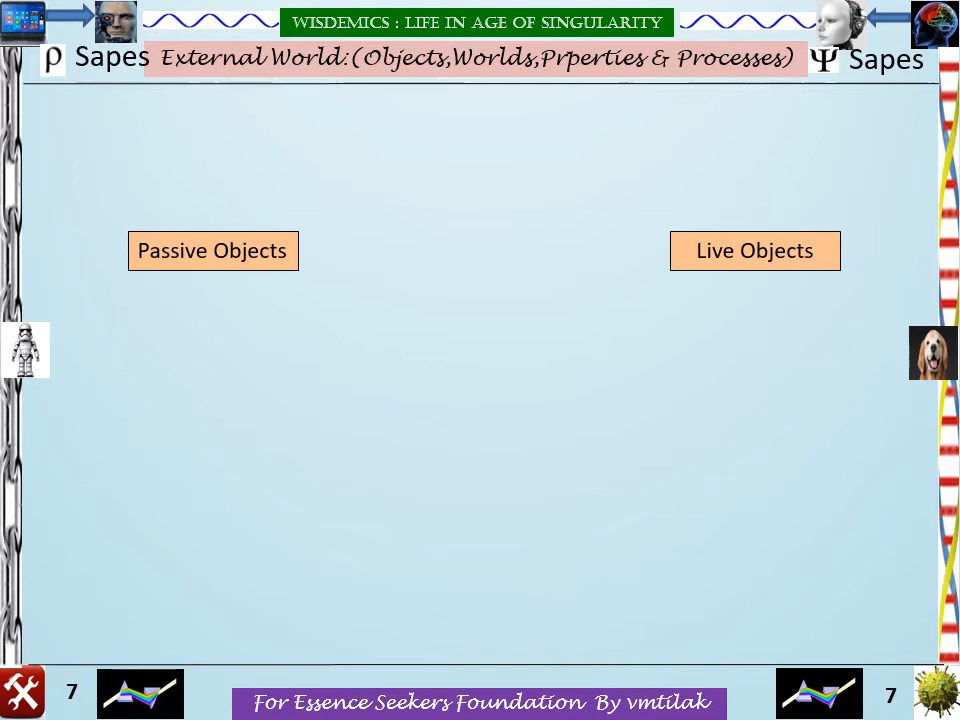 WISDEMICS : LIFE IN AGE OF SINGULARITY
ρ Sapes External World:(Objects,Worlds,Prperties & Processes) Ψ Sapes
Passive Objects Live Objects
7 For Essence Seekers Foundation By vmtilak 7